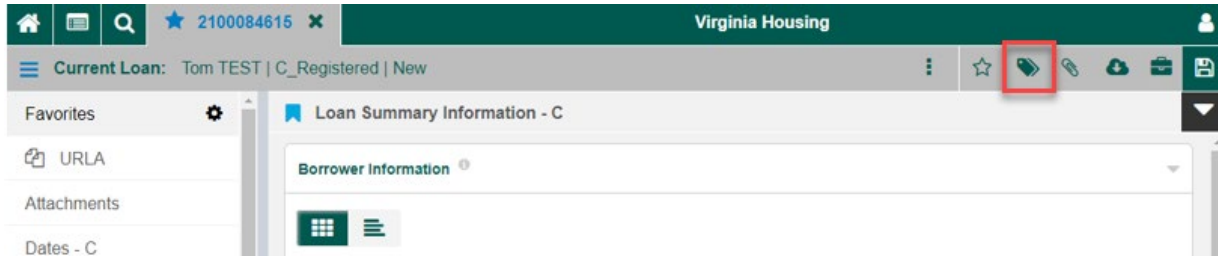 2100084615
Virginia Housing
Current Loan: Tom TEST | C_Registered | New
Favorites
Loan Summary Information - C
URLA
Borrower Information
Attachments
Dates - C